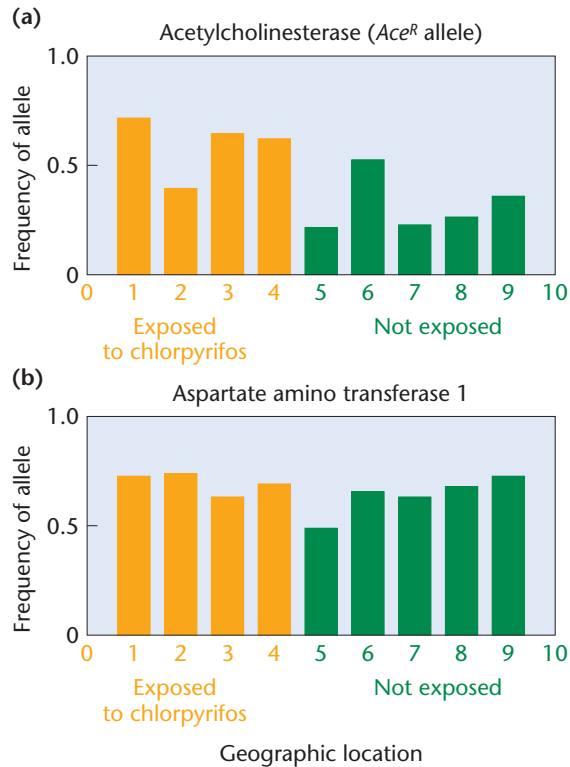 (a)
Acetylcholinesterase (Aceᴿ allele)
Frequency of allele
1.0
0.5
0
0 1 2 3 4 5 6 7 8 9 10
Exposed Not exposed
to chlorpyrifos
(b)
Aspartate amino transferase 1
Frequency of allele
1.0
0.5
0
0 1 2 3 4 5 6 7 8 9 10
Exposed Not exposed
to chlorpyrifos
Geographic location